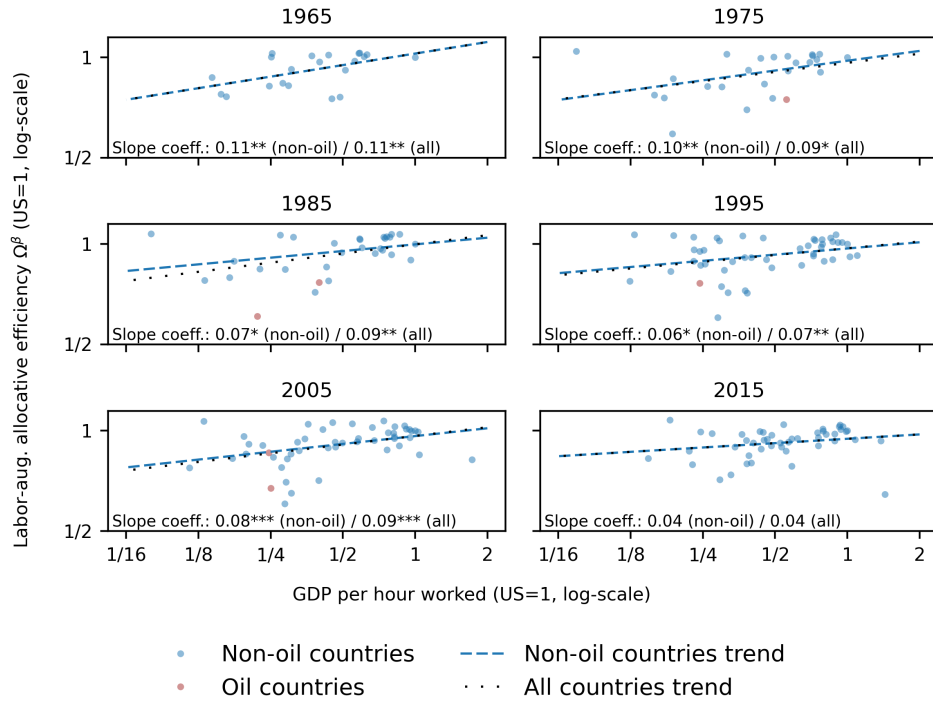 1965
1975
1
1/2
Slope coeff.: 0.11** (non-oil) / 0.11** (all)
Slope coeff.: 0.10** (non-oil) / 0.09* (all)
1985
1995
1
1/2
Slope coeff.: 0.07* (non-oil) / 0.09** (all)
Slope coeff.: 0.06* (non-oil) / 0.07** (all)
2005
2015
1
1/2
Slope coeff.: 0.08*** (non-oil) / 0.09*** (all)
Slope coeff.: 0.04 (non-oil) / 0.04 (all)
1/16 1/8 1/4 1/2 1 2
1/16 1/8 1/4 1/2 1 2
Labor-aug. allocative efficiency Ω^β (US=1, log-scale)
GDP per hour worked (US=1, log-scale)
Non-oil countries
Oil countries
Non-oil countries trend
All countries trend